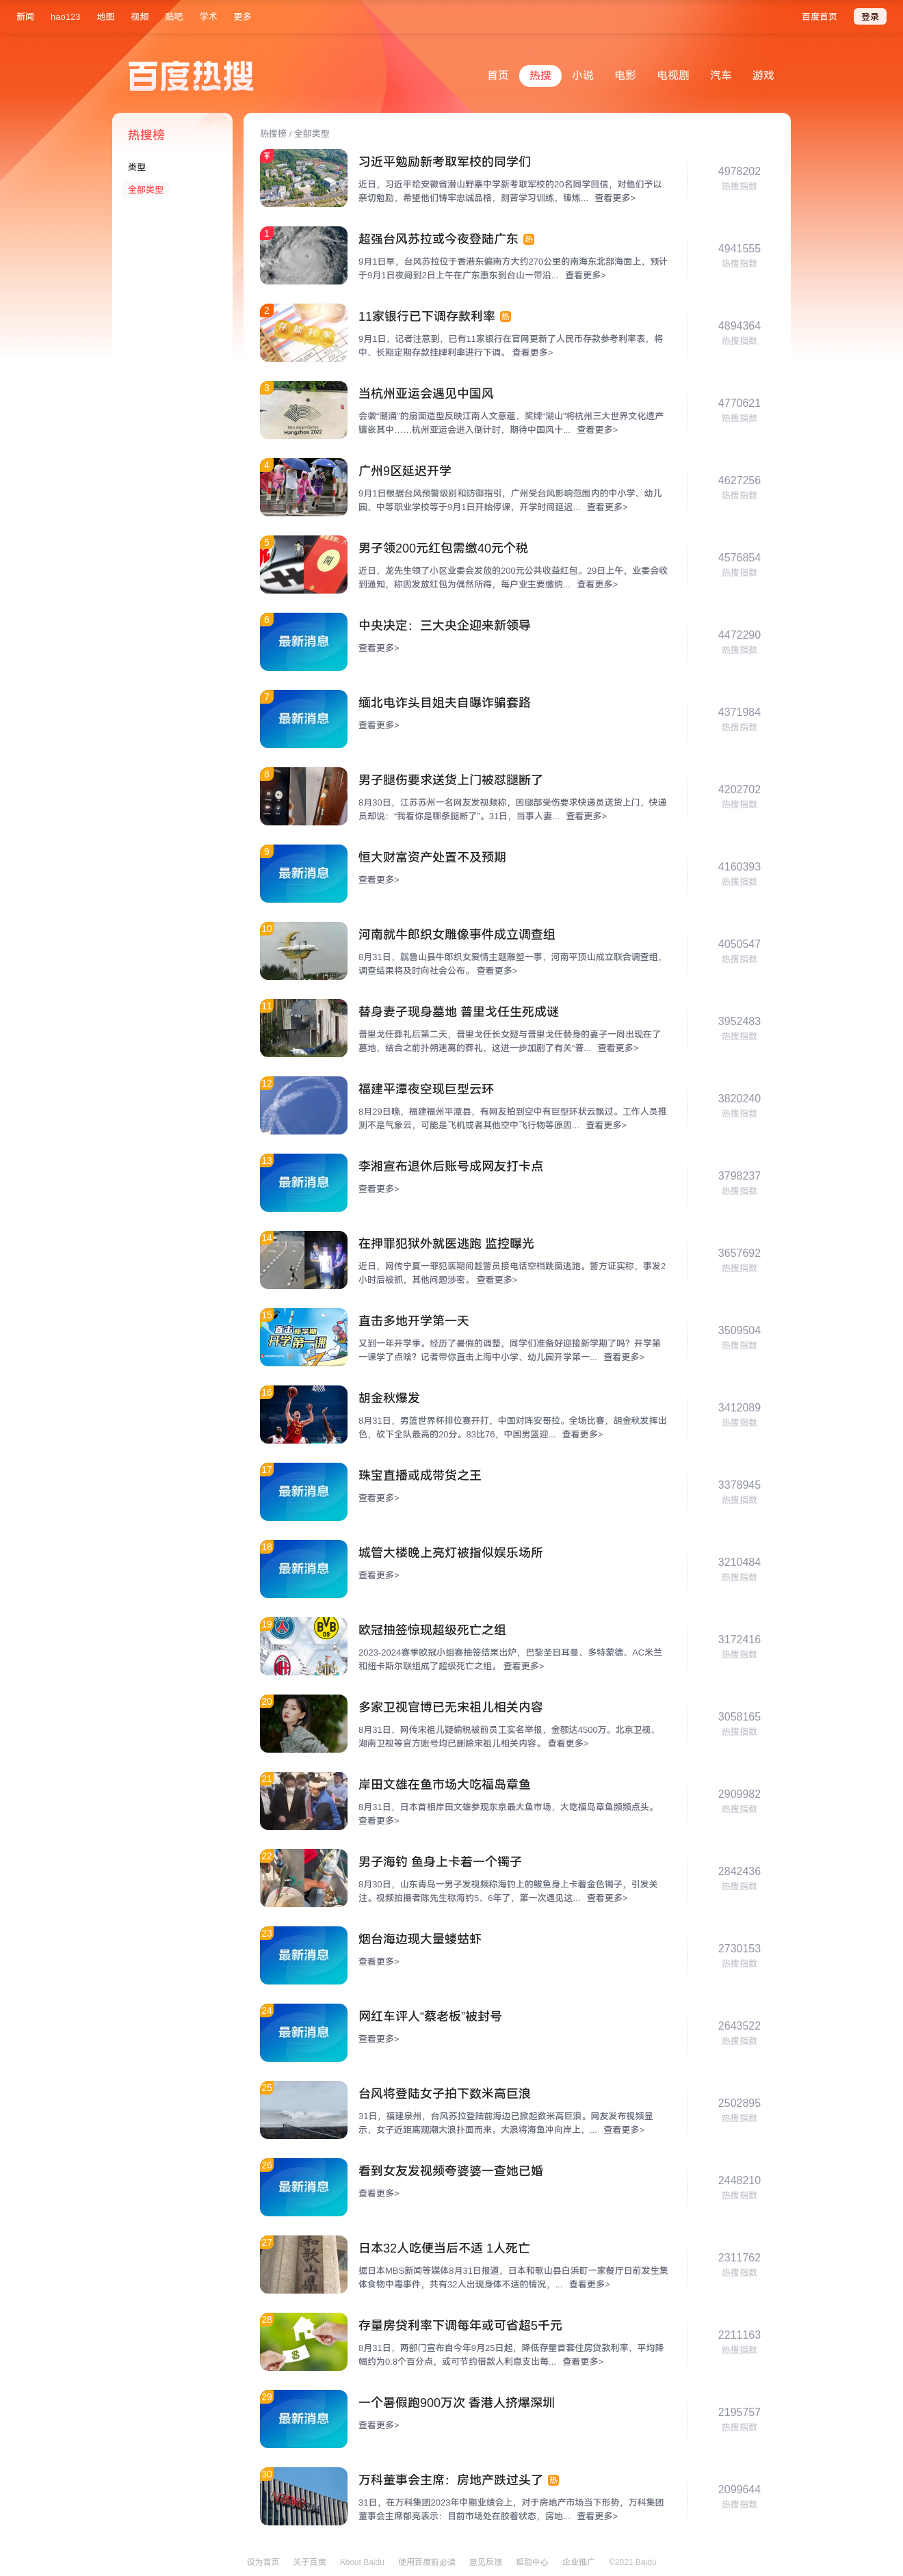 新闻 hao123 地图 视频 贴吧 学术 更多 百度首页 登录
百度热搜
首页 热搜 小说 电影 电视剧 汽车 游戏
热搜榜
类型
全部类型
热搜榜 / 全部类型
习近平勉励新考取军校的同学们
近日，习近平给安徽省潜山野寨中学新考取军校的20名同学回信，对他们予以
亲切勉励，希望他们铸牢忠诚品格，刻苦学习训练，锤炼... 查看更多>
4978202
热搜指数
1
超强台风苏拉或今夜登陆广东 热
9月1日早，台风苏拉位于香港东偏南方大约270公里的南海东北部海面上，预计
于9月1日夜间到2日上午在广东惠东到台山一带沿... 查看更多>
4941555
热搜指数
2
存款利率
11家银行已下调存款利率 热
9月1日，记者注意到，已有11家银行在官网更新了人民币存款参考利率表，将
中、长期定期存款挂牌利率进行下调。 查看更多>
4894364
热搜指数
3
Hangzhou 2022
当杭州亚运会遇见中国风
会徽“潮涌”的扇面造型反映江南人文意蕴、奖牌“湖山”将杭州三大世界文化遗产
镶嵌其中……杭州亚运会进入倒计时，期待中国风十... 查看更多>
4770621
热搜指数
4
广州9区延迟开学
9月1日根据台风预警级别和防御指引，广州受台风影响范围内的中小学、幼儿
园、中等职业学校等于9月1日开始停课，开学时间延迟... 查看更多>
4627256
热搜指数
5
男子领200元红包需缴40元个税
近日，龙先生领了小区业委会发放的200元公共收益红包。29日上午，业委会收
到通知，称因发放红包为偶然所得，每户业主要缴纳... 查看更多>
4576854
热搜指数
6
最新消息
中央决定：三大央企迎来新领导
查看更多>
4472290
热搜指数
7
最新消息
缅北电诈头目姐夫自曝诈骗套路
查看更多>
4371984
热搜指数
8
男子腿伤要求送货上门被怼腿断了
8月30日，江苏苏州一名网友发视频称，因腿部受伤要求快递员送货上门，快递
员却说：“我看你是哪条腿断了”。31日，当事人妻... 查看更多>
4202702
热搜指数
9
最新消息
恒大财富资产处置不及预期
查看更多>
4160393
热搜指数
10
河南就牛郎织女雕像事件成立调查组
8月31日，就鲁山县牛郎织女爱情主题雕塑一事，河南平顶山成立联合调查组，
调查结果将及时向社会公布。 查看更多>
4050547
热搜指数
11
替身妻子现身墓地 普里戈任生死成谜
普里戈任葬礼后第二天，普里戈任长女疑与普里戈任替身的妻子一同出现在了
墓地，结合之前扑朔迷离的葬礼，这进一步加剧了有关“普... 查看更多>
3952483
热搜指数
12
福建平潭夜空现巨型云环
8月29日晚，福建福州平潭县，有网友拍到空中有巨型环状云飘过。工作人员推
测不是气象云，可能是飞机或者其他空中飞行物等原因... 查看更多>
3820240
热搜指数
13
最新消息
李湘宣布退休后账号成网友打卡点
查看更多>
3798237
热搜指数
14
在押罪犯狱外就医逃跑 监控曝光
近日，网传宁夏一罪犯医期间趁警员接电话空档跳窗逃跑。警方证实称，事发2
小时后被抓，其他问题涉密。 查看更多>
3657692
热搜指数
15
直击新学期
开学第一课
直击多地开学第一天
又到一年开学季。经历了暑假的调整，同学们准备好迎接新学期了吗？开学第
一课学了点啥？记者带你直击上海中小学、幼儿园开学第一... 查看更多>
3509504
热搜指数
16
胡金秋爆发
8月31日，男篮世界杯排位赛开打，中国对阵安哥拉。全场比赛，胡金秋发挥出
色，砍下全队最高的20分。83比76，中国男篮迎... 查看更多>
3412089
热搜指数
17
最新消息
珠宝直播或成带货之王
查看更多>
3378945
热搜指数
18
最新消息
城管大楼晚上亮灯被指似娱乐场所
查看更多>
3210484
热搜指数
19
BVB
09
欧冠抽签惊现超级死亡之组
2023-2024赛季欧冠小组赛抽签结果出炉，巴黎圣日耳曼、多特蒙德、AC米兰
和纽卡斯尔联组成了超级死亡之组。 查看更多>
3172416
热搜指数
20
多家卫视官博已无宋祖儿相关内容
8月31日，网传宋祖儿疑偷税被前员工实名举报，金额达4500万。北京卫视、
湖南卫视等官方账号均已删除宋祖儿相关内容。 查看更多>
3058165
热搜指数
21
岸田文雄在鱼市场大吃福岛章鱼
8月31日，日本首相岸田文雄参观东京最大鱼市场，大吃福岛章鱼频频点头。
查看更多>
2909982
热搜指数
22
男子海钓 鱼身上卡着一个镯子
8月30日，山东青岛一男子发视频称海钓上的鲅鱼身上卡着金色镯子，引发关
注。视频拍摄者陈先生称海钓5、6年了，第一次遇见这... 查看更多>
2842436
热搜指数
23
最新消息
烟台海边现大量蝼蛄虾
查看更多>
2730153
热搜指数
24
最新消息
网红车评人“蔡老板”被封号
查看更多>
2643522
热搜指数
25
台风将登陆女子拍下数米高巨浪
31日，福建泉州，台风苏拉登陆前海边已掀起数米高巨浪。网友发布视频显
示，女子近距离观潮大浪扑面而来。大浪将海鱼冲向岸上，... 查看更多>
2502895
热搜指数
26
最新消息
看到女友发视频夸婆婆一查她已婚
查看更多>
2448210
热搜指数
27
和歌山県
日本32人吃便当后不适 1人死亡
据日本MBS新闻等媒体8月31日报道，日本和歌山县白浜町一家餐厅日前发生集
体食物中毒事件，共有32人出现身体不适的情况，... 查看更多>
2311762
热搜指数
28
$
存量房贷利率下调每年或可省超5千元
8月31日，两部门宣布自今年9月25日起，降低存量首套住房贷款利率，平均降
幅约为0.8个百分点，或可节约借款人利息支出每... 查看更多>
2211163
热搜指数
29
最新消息
一个暑假跑900万次 香港人挤爆深圳
查看更多>
2195757
热搜指数
30
万科董事会主席：房地产跌过头了 热
31日，在万科集团2023年中期业绩会上，对于房地产市场当下形势，万科集团
董事会主席郁亮表示：目前市场处在胶着状态，房地... 查看更多>
2099644
热搜指数
设为首页 关于百度 About Baidu 使用百度前必读 意见反馈 帮助中心 企业推广 ©2021 Baidu